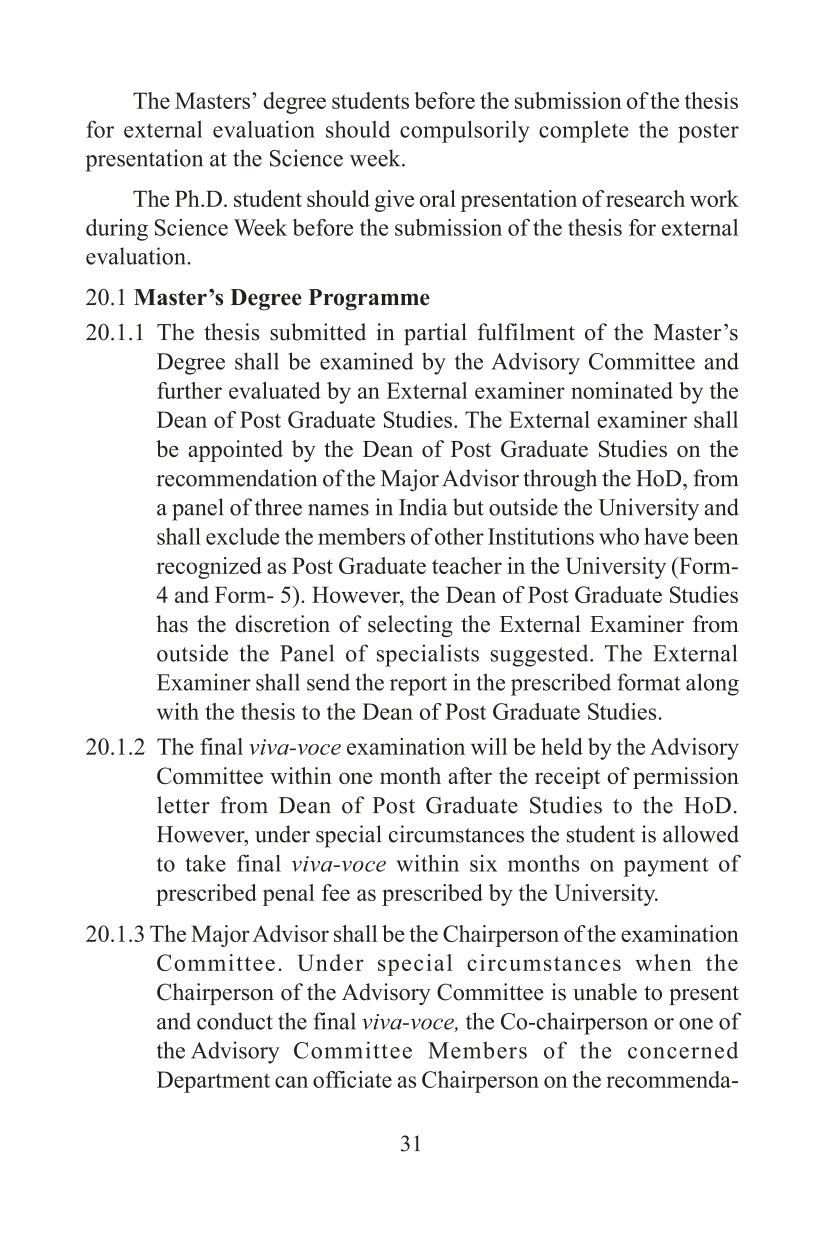 The Masters’ degree students before the submission of the thesis
for external evaluation should compulsorily complete the poster
presentation at the Science week.
The Ph.D. student should give oral presentation of research work
during Science Week before the submission of the thesis for external
evaluation.
20.1 Master’s Degree Programme
20.1.1 The thesis submitted in partial fulfilment of the Master’s
Degree shall be examined by the Advisory Committee and
further evaluated by an External examiner nominated by the
Dean of Post Graduate Studies. The External examiner shall
be appointed by the Dean of Post Graduate Studies on the
recommendation of the Major Advisor through the HoD, from
a panel of three names in India but outside the University and
shall exclude the members of other Institutions who have been
recognized as Post Graduate teacher in the University (Form-
4 and Form- 5). However, the Dean of Post Graduate Studies
has the discretion of selecting the External Examiner from
outside the Panel of specialists suggested. The External
Examiner shall send the report in the prescribed format along
with the thesis to the Dean of Post Graduate Studies.
20.1.2 The final viva-voce examination will be held by the Advisory
Committee within one month after the receipt of permission
letter from Dean of Post Graduate Studies to the HoD.
However, under special circumstances the student is allowed
to take final viva-voce within six months on payment of
prescribed penal fee as prescribed by the University.
20.1.3 The Major Advisor shall be the Chairperson of the examination
Committee. Under special circumstances when the
Chairperson of the Advisory Committee is unable to present
and conduct the final viva-voce, the Co-chairperson or one of
the Advisory Committee Members of the concerned
Department can officiate as Chairperson on the recommenda-
31